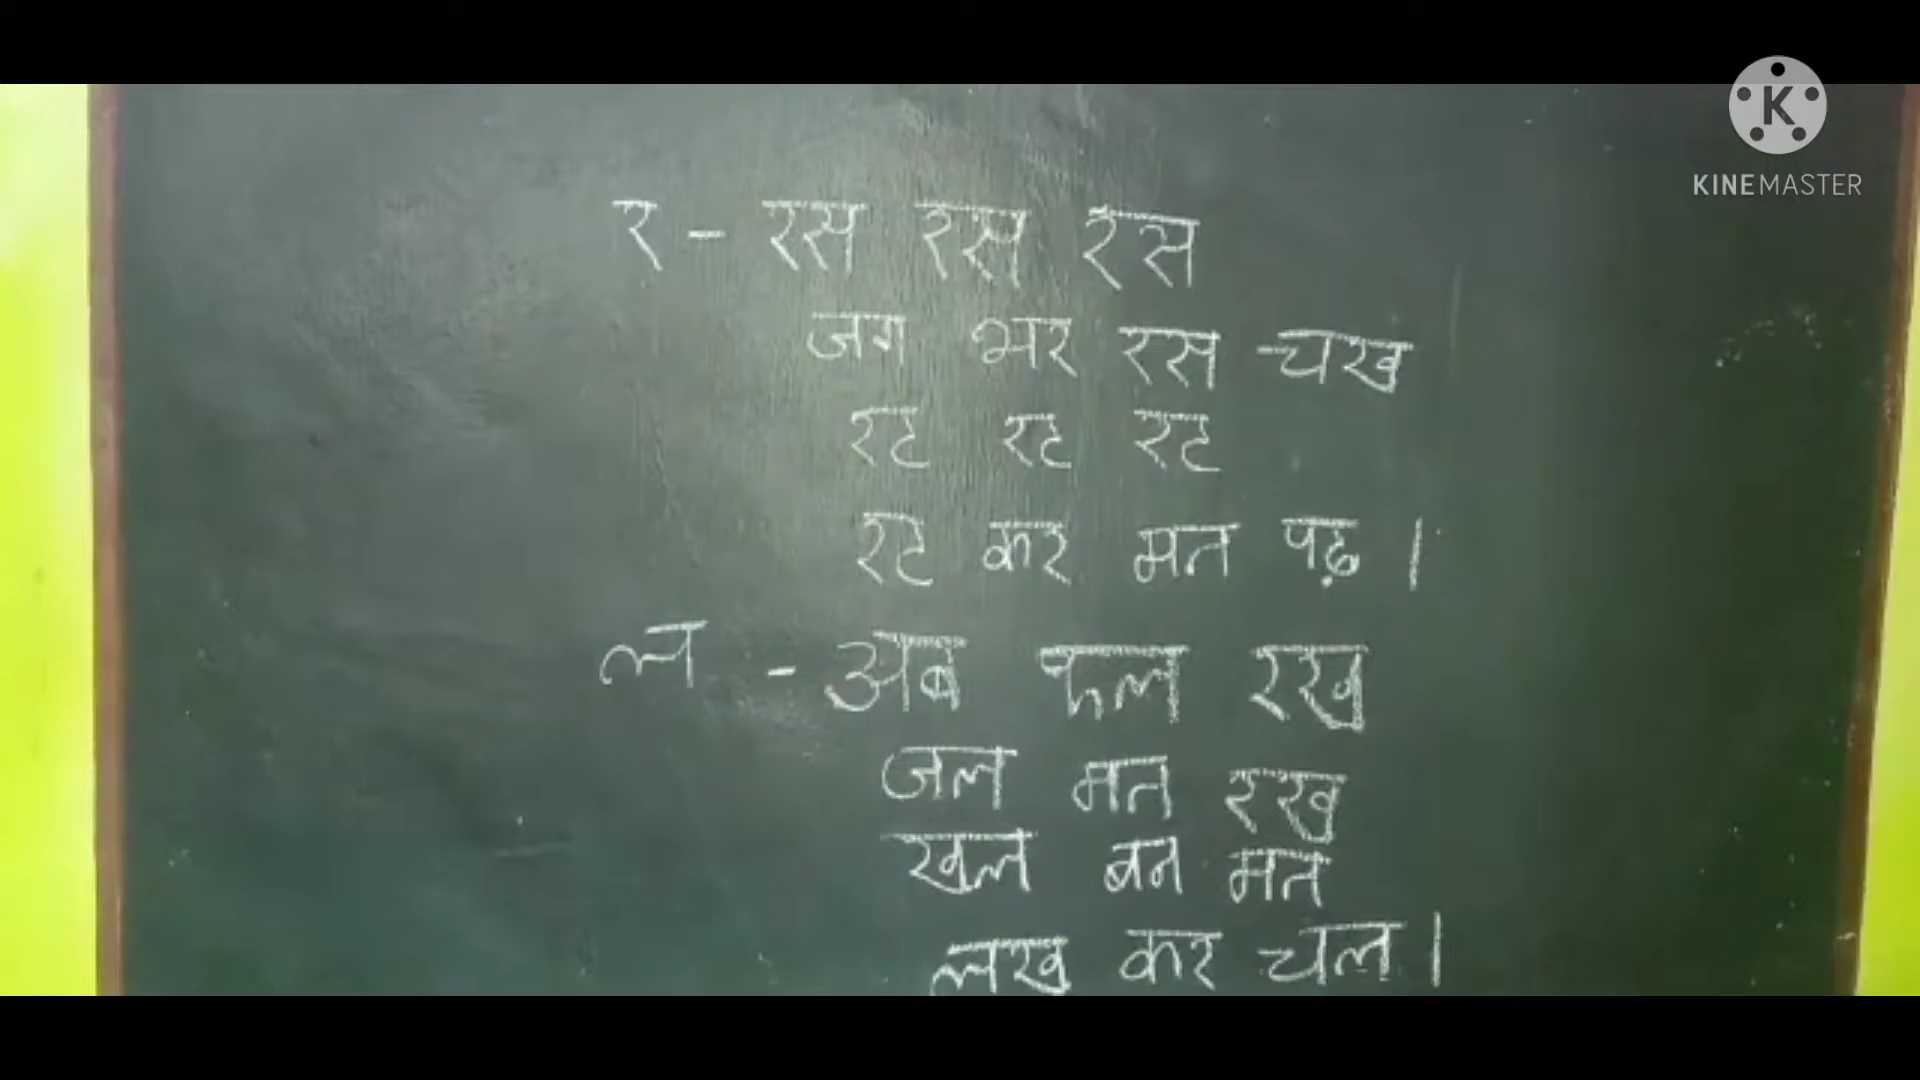 K
KINEMASTER
र - रस रस रस
जग भर रस चख
रट रट रट
रट कर मत पढ़ ।
ल - अब फल रख
जल मत रख
खल बन मत
लख कर चल ।